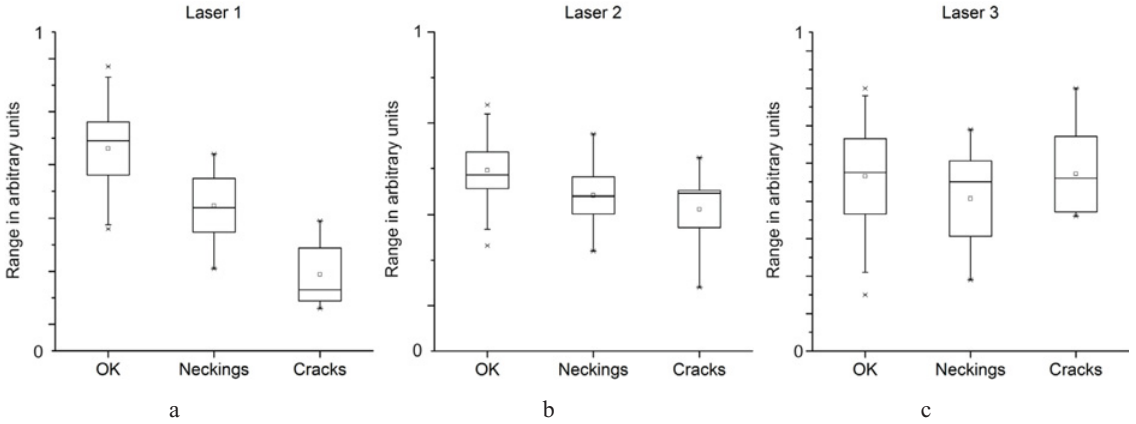 Laser 1
Laser 2
Laser 3
1
Range in arbitrary units
0
OK
Neckings
Cracks
1
Range in arbitrary units
0
OK
Neckings
Cracks
1
Range in arbitrary units
0
OK
Neckings
Cracks
a
b
c